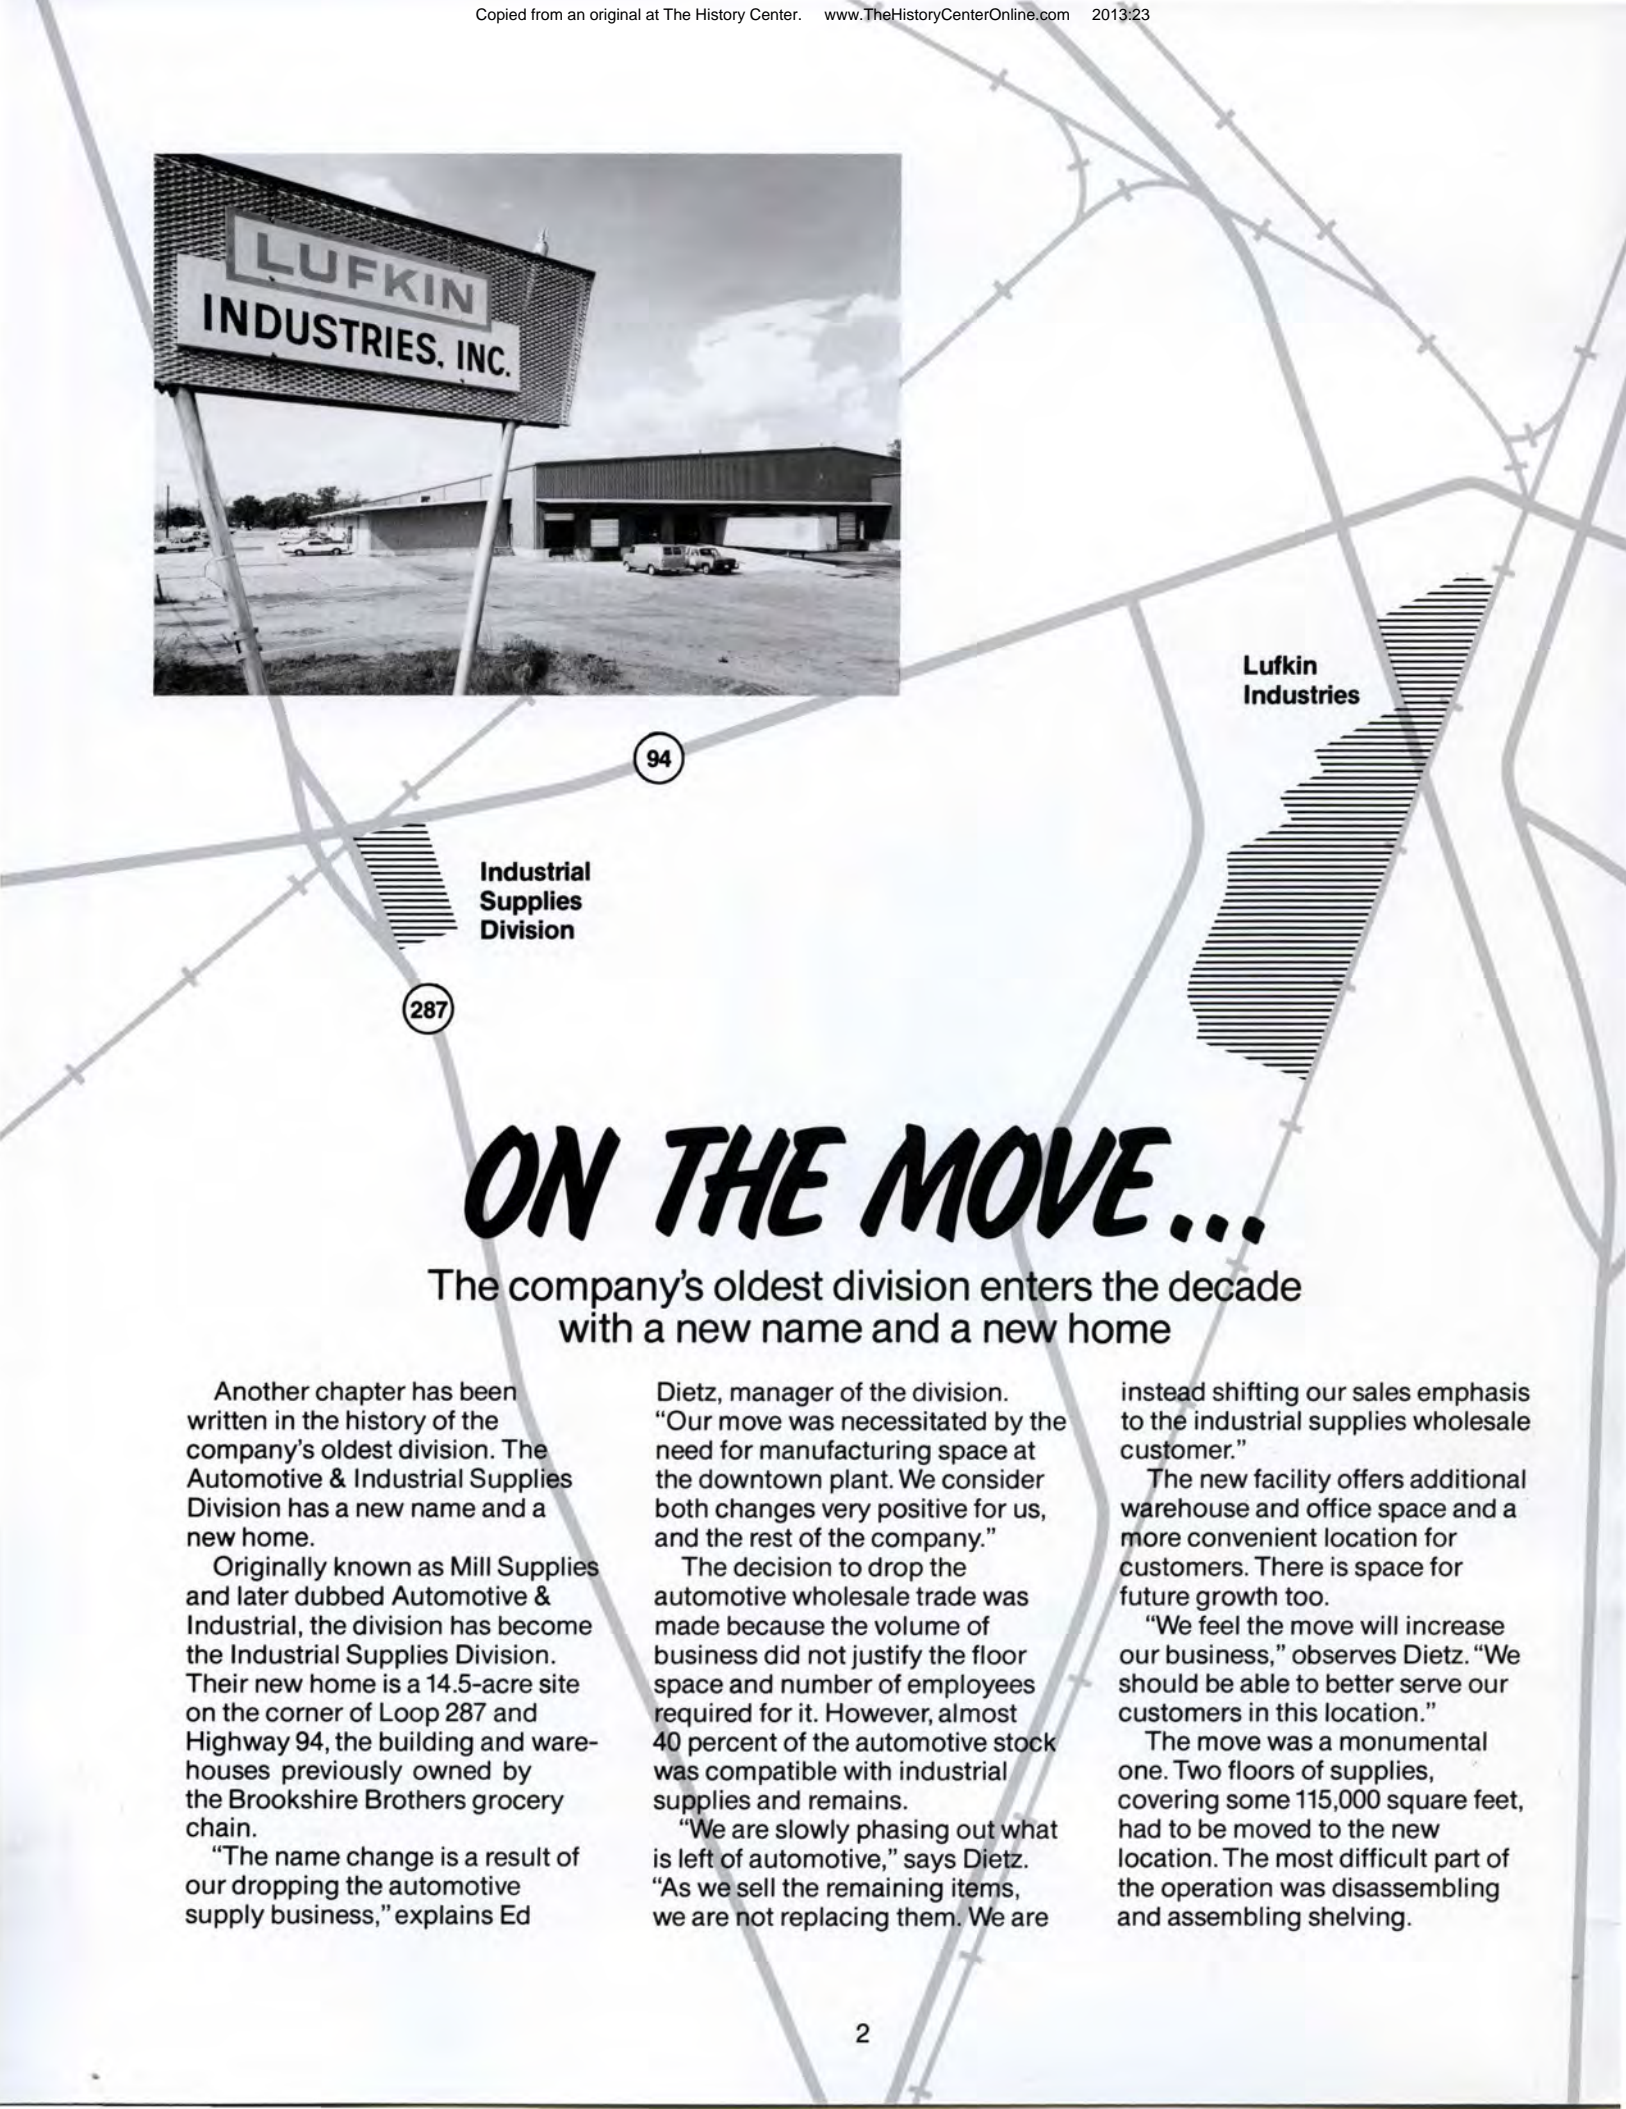 Copied from an original at The History Center. www.TheHistoryCenterOnline.com 2013:23
LUFKIN
INDUSTRIES, INC.
Lufkin
Industries
94
Industrial
Supplies
Division
287
ON THE MOVE...
The company's oldest division enters the decade
with a new name and a new home
Another chapter has been
written in the history of the
company's oldest division. The
Automotive & Industrial Supplies
Division has a new name and a
new home.
Originally known as Mill Supplies
and later dubbed Automotive &
Industrial, the division has become
the Industrial Supplies Division.
Their new home is a 14.5-acre site
on the corner of Loop 287 and
Highway 94, the building and ware-
houses previously owned by
the Brookshire Brothers grocery
chain.
"The name change is a result of
our dropping the automotive
supply business," explains Ed
Dietz, manager of the division.
"Our move was necessitated by the
need for manufacturing space at
the downtown plant. We consider
both changes very positive for us,
and the rest of the company."
The decision to drop the
automotive wholesale trade was
made because the volume of
business did not justify the floor
space and number of employees
required for it. However, almost
40 percent of the automotive stock
was compatible with industrial
supplies and remains.
"We are slowly phasing out what
is left of automotive," says Dietz.
"As we sell the remaining items,
we are not replacing them. We are
instead shifting our sales emphasis
to the industrial supplies wholesale
customer."
The new facility offers additional
warehouse and office space and a
more convenient location for
customers. There is space for
future growth too.
"We feel the move will increase
our business," observes Dietz. "We
should be able to better serve our
customers in this location."
The move was a monumental
one. Two floors of supplies,
covering some 115,000 square feet,
had to be moved to the new
location. The most difficult part of
the operation was disassembling
and assembling shelving.
2